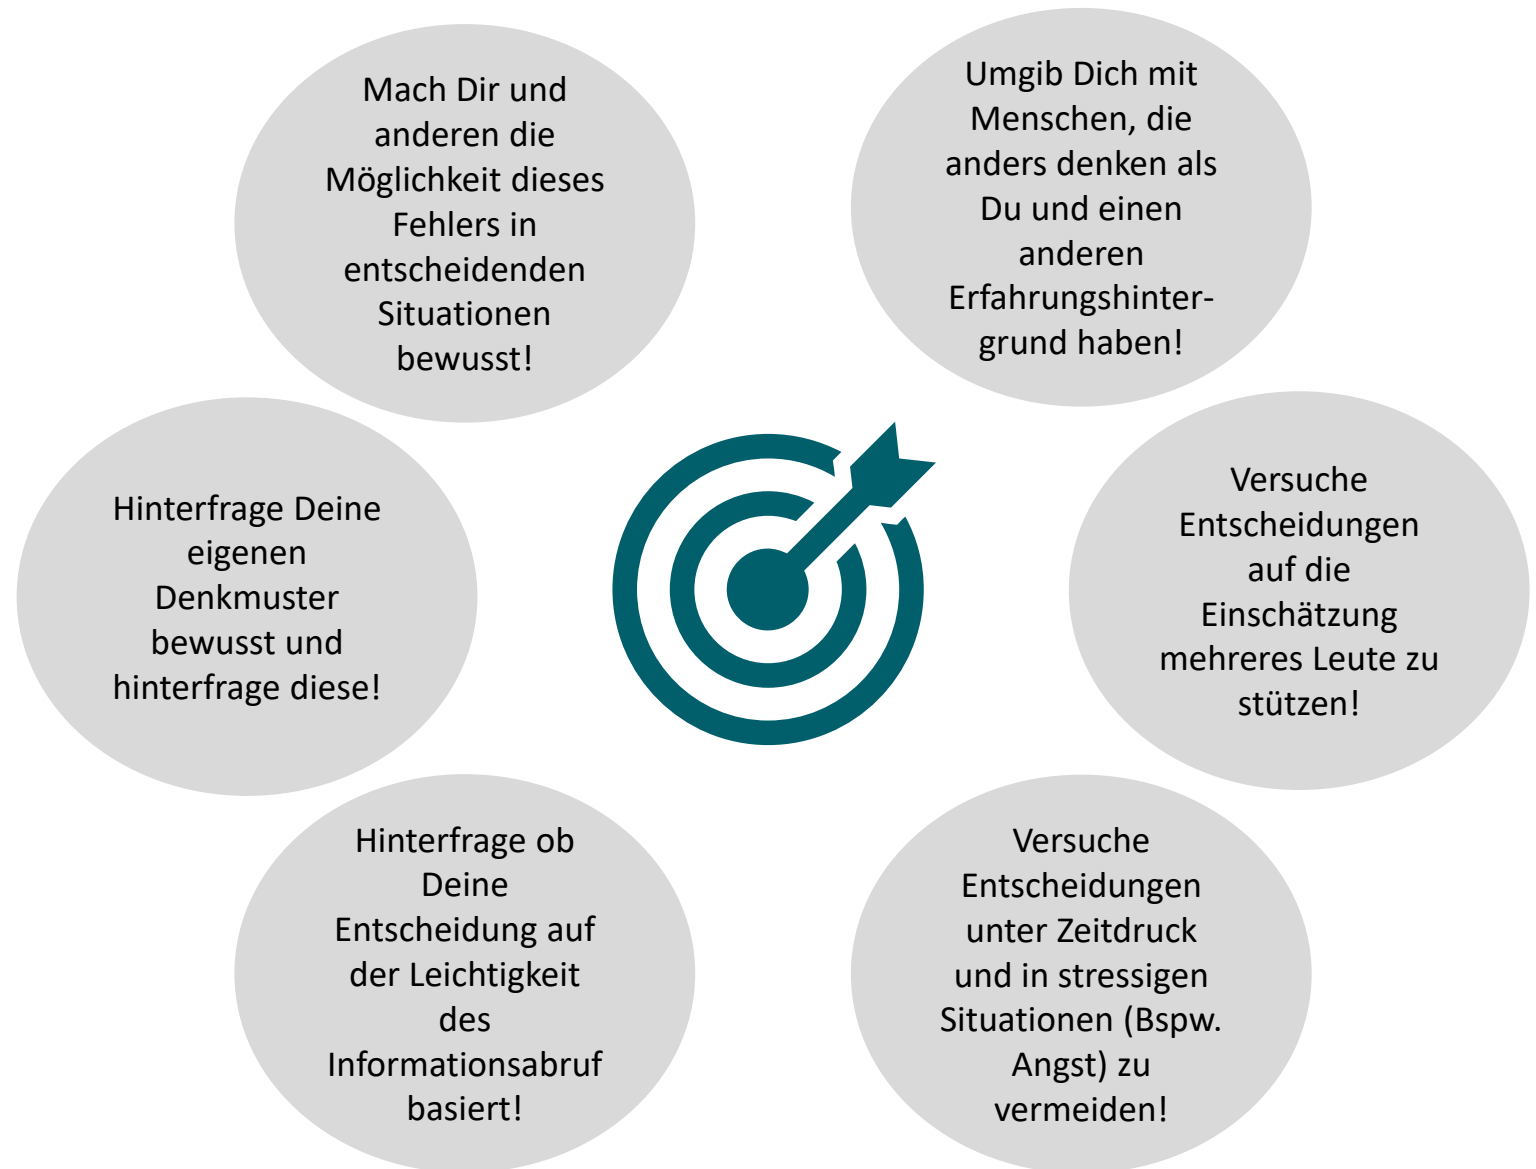 Mach Dir und
anderen die
Möglichkeit dieses
Fehlers in
entscheidenden
Situationen
bewusst!
Umgib Dich mit
Menschen, die
anders denken als
Du und einen
anderen
Erfahrungshinter-
grund haben!
Hinterfrage Deine
eigenen
Denkmuster
bewusst und
hinterfrage diese!
Versuche
Entscheidungen
auf die
Einschätzung
mehreres Leute zu
stützen!
Hinterfrage ob
Deine
Entscheidung auf
der Leichtigkeit
des
Informationsabruf
basiert!
Versuche
Entscheidungen
unter Zeitdruck
und in stressigen
Situationen (Bspw.
Angst) zu
vermeiden!